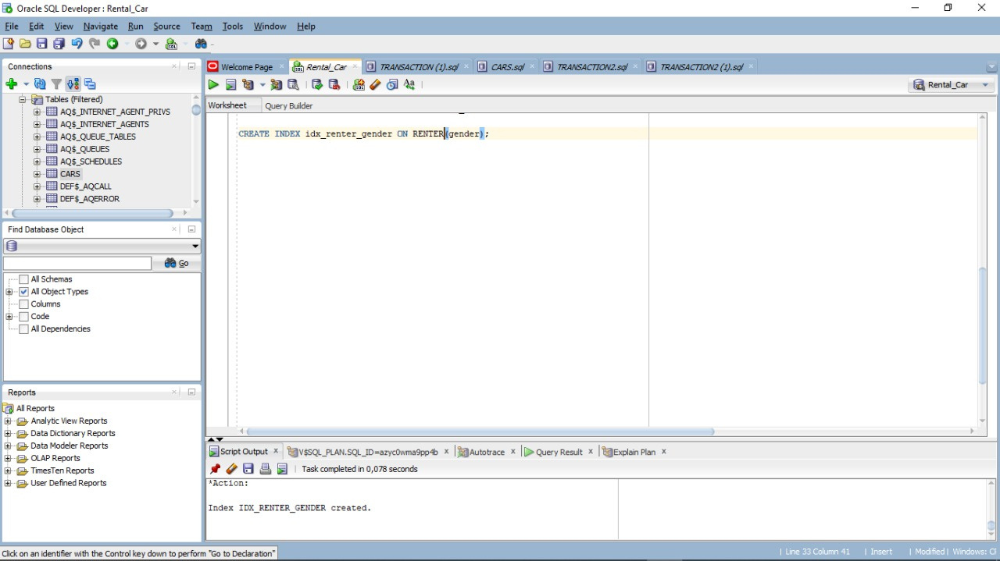 Oracle SQL Developer : Rental_Car
File Edit View Navigate Run Source Team Tools Window Help
Connections
Tables (Filtered)
AQ$_INTERNET_AGENT_PRIVS
AQ$_INTERNET_AGENTS
AQ$_QUEUE_TABLES
AQ$_QUEUES
AQ$_SCHEDULES
CARS
DEF$_AQCALL
DEF$_AQERROR
Find Database Object
Go
All Schemas
All Object Types
Columns
Code
All Dependencies
Reports
All Reports
Analytic View Reports
Data Dictionary Reports
Data Modeler Reports
OLAP Reports
TimesTen Reports
User Defined Reports
Welcome Page Rental_Car TRANSACTION (1).sql CARS.sql TRANSACTION2.sql TRANSACTION2 (1).sql
Rental_Car
Worksheet Query Builder
CREATE INDEX idx_renter_gender ON RENTER(gender);
Script Output V$SQL_PLAN.SQL_ID=azyc0wma9pp4b Autotrace Query Result Explain Plan
Task completed in 0,078 seconds
*Action:
Index IDX_RENTER_GENDER created.
Click on an identifier with the Control key down to perform "Go to Declaration"
Line 33 Column 41 Insert Modified Windows: